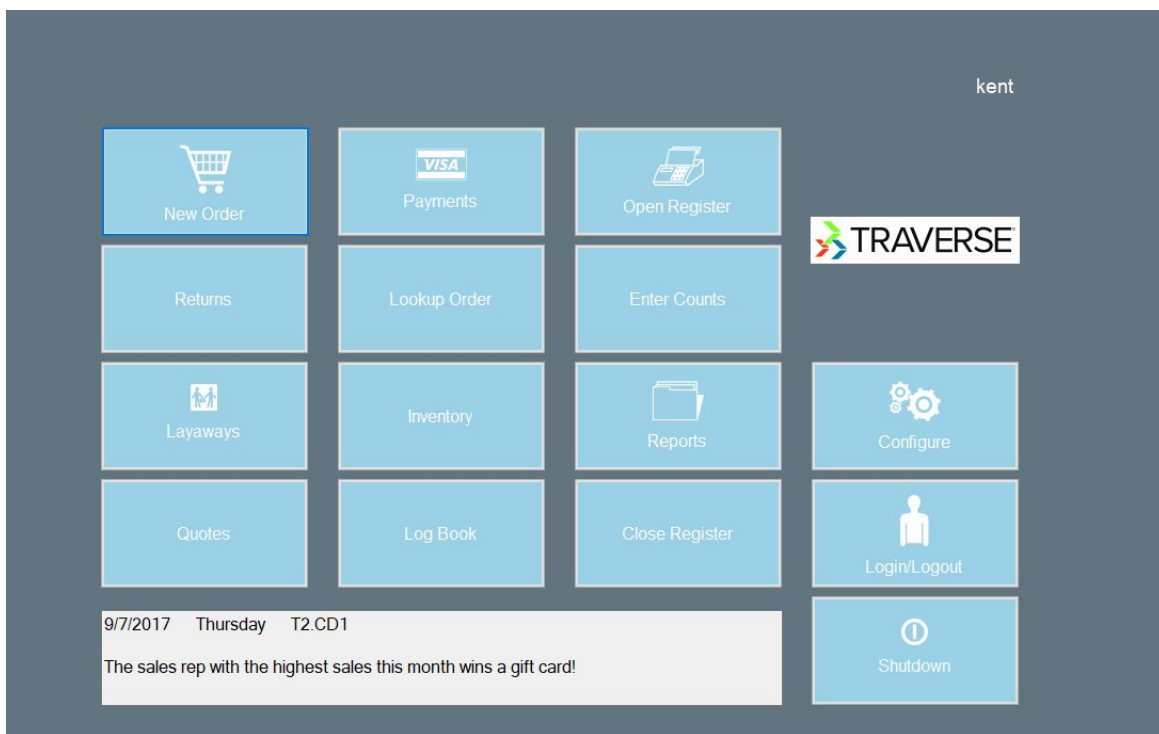 kent
New Order
VISA
Payments
Open Register
TRAVERSE
Returns
Lookup Order
Enter Counts
Layaways
Inventory
Reports
Configure
Quotes
Log Book
Close Register
Login/Logout
9/7/2017 Thursday T2.CD1
The sales rep with the highest sales this month wins a gift card!
Shutdown